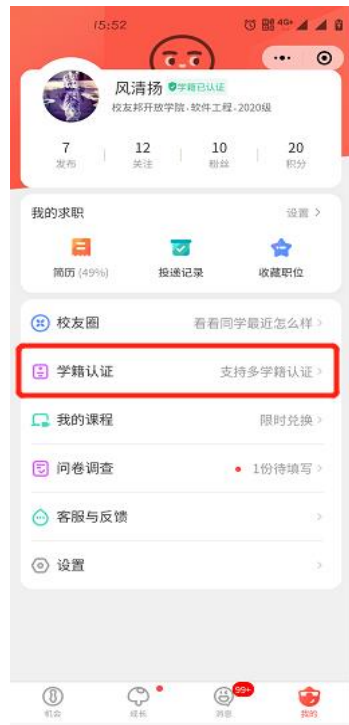 15:52
4G+
风清扬 学籍已认证
校友邦开放学院·软件工程·2020级
7 12 10 20
发布 关注 粉丝 积分
我的求职 设置 >
简历 (49%) 投递记录 收藏职位
校友圈 看看同学最近怎么样 >
学籍认证 支持多学籍认证 >
我的课程 限时兑换 >
问卷调查 1份待填写 >
客服与反馈 >
设置 >
99+
机会 成长 消息 我的